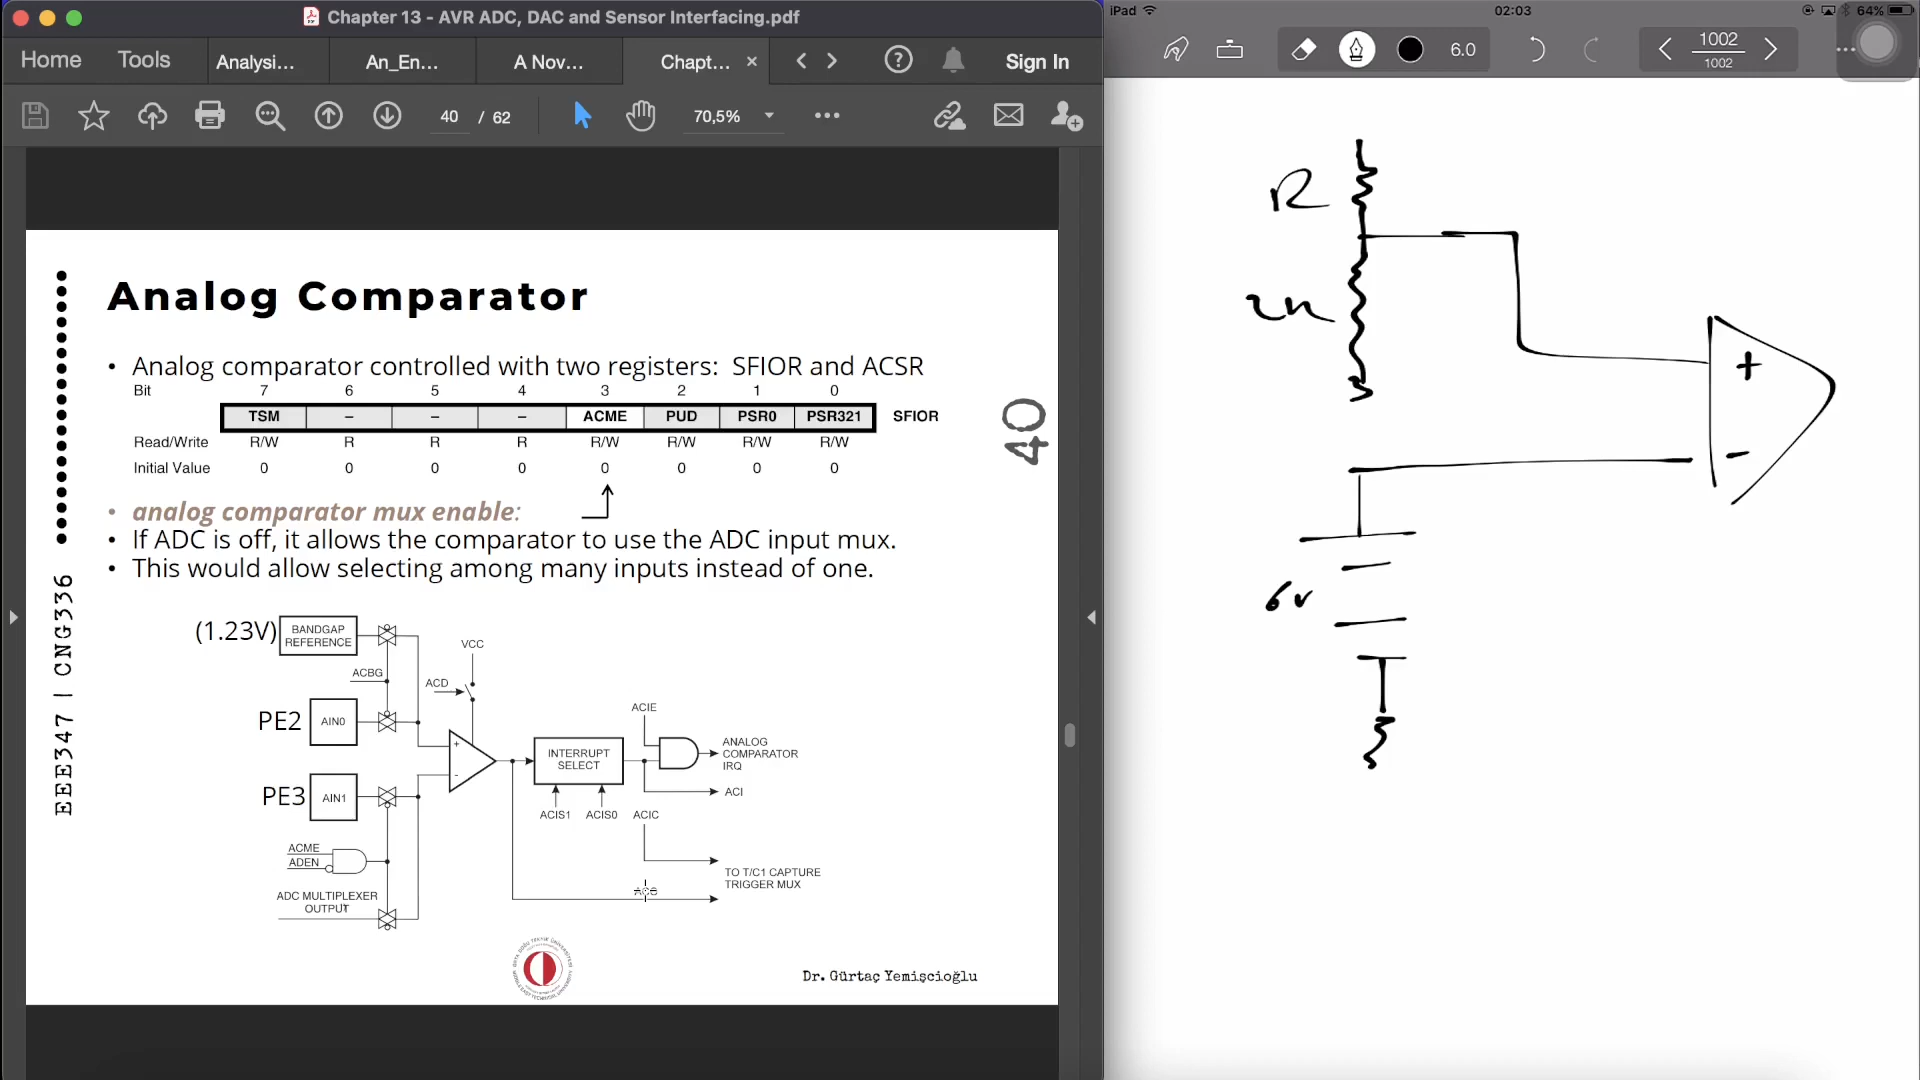 Chapter 13 - AVR ADC, DAC and Sensor Interfacing.pdf
Home
Tools
Analysi...
An_En...
A Nov...
Chapt...
Sign In
40 / 62
70,5%
Analog Comparator
• Analog comparator controlled with two registers: SFIOR and ACSR
Bit 7 6 5 4 3 2 1 0
TSM – – – ACME PUD PSR0 PSR321 SFIOR
Read/Write R/W R R R R/W R/W R/W R/W
Initial Value 0 0 0 0 0 0 0 0
• analog comparator mux enable:
• If ADC is off, it allows the comparator to use the ADC input mux.
• This would allow selecting among many inputs instead of one.
40
EEE347 | CNG336
(1.23V)
BANDGAP
REFERENCE
ACBG
VCC
ACD
PE2
AIN0
+
-
PE3
AIN1
ACME
ADEN
ADC MULTIPLEXER
OUTPUT
INTERRUPT
SELECT
ACIS1 ACIS0 ACIC
ACIE
ANALOG
COMPARATOR
IRQ
ACI
TO T/C1 CAPTURE
TRIGGER MUX
ACO
Dr. Gürtaç Yemişcioğlu
iPad
02:03
64%
6.0
1002
1002
R
+
-
6v